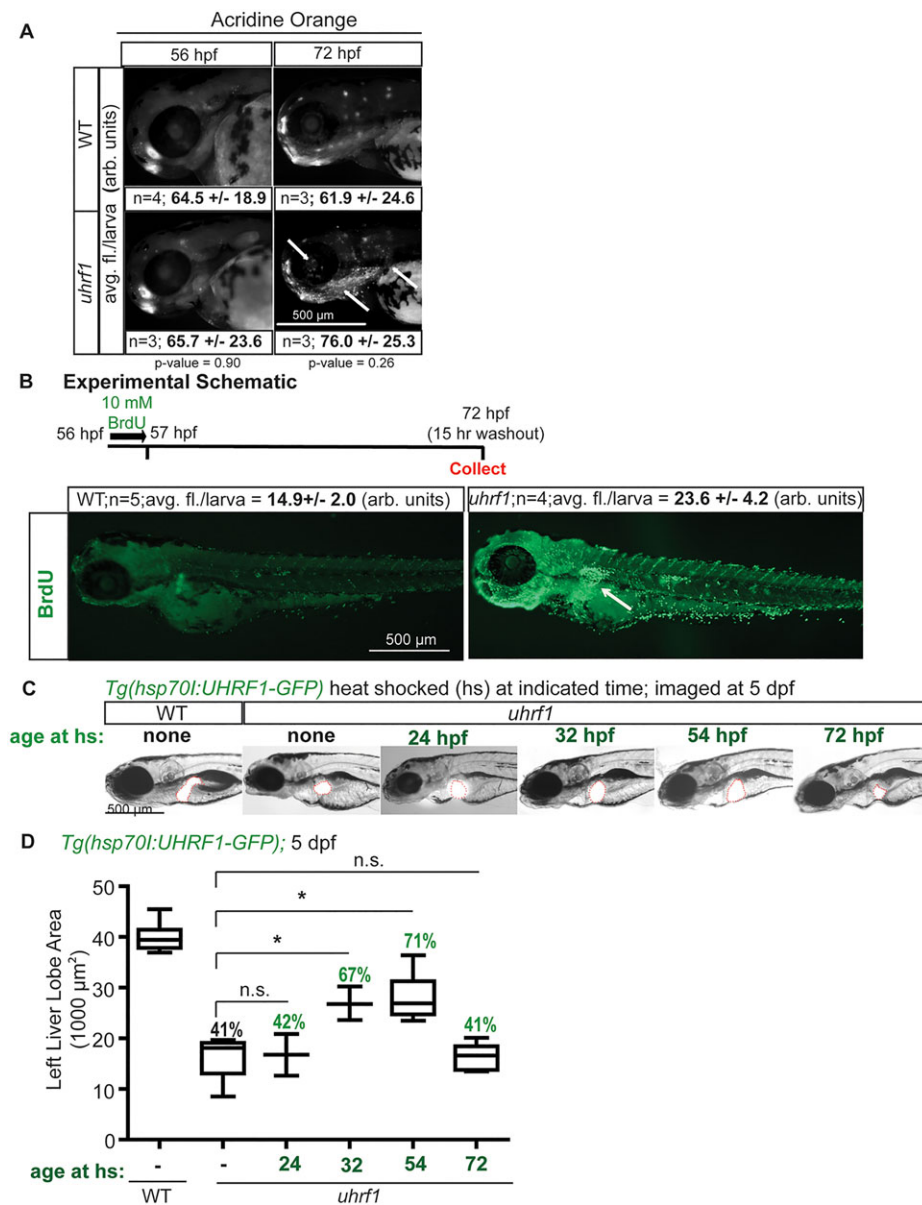 Acridine Orange
A
56 hpf
72 hpf
WT
uhrf1
avg. fl./larva (arb. units)
n=4; 64.5 +/- 18.9
n=3; 61.9 +/- 24.6
500 µm
n=3; 65.7 +/- 23.6
n=3; 76.0 +/- 25.3
p-value = 0.90
p-value = 0.26
B Experimental Schematic
10 mM
BrdU
56 hpf
57 hpf
72 hpf
(15 hr washout)
Collect
WT;n=5;avg. fl./larva = 14.9+/- 2.0 (arb. units)
uhrf1;n=4;avg. fl./larva = 23.6 +/- 4.2 (arb. units)
BrdU
500 µm
C Tg(hsp70l:UHRF1-GFP) heat shocked (hs) at indicated time; imaged at 5 dpf
WT
uhrf1
age at hs: none none 24 hpf 32 hpf 54 hpf 72 hpf
500 µm
D Tg(hsp70l:UHRF1-GFP); 5 dpf
n.s.
*
*
n.s.
41%
42%
67%
71%
41%
Left Liver Lobe Area
(1000 µm²)
50
40
30
20
10
0
age at hs: - - 24 32 54 72
WT uhrf1